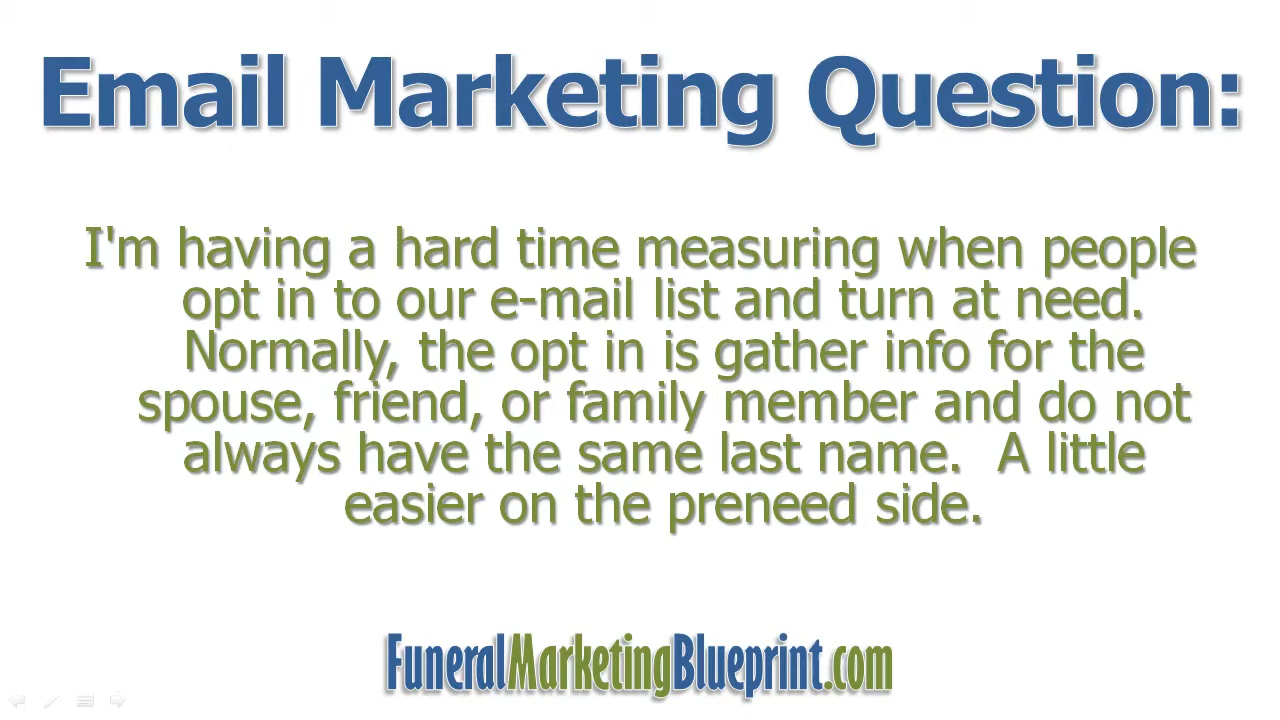 Email Marketing Question:
I'm having a hard time measuring when people
opt in to our e-mail list and turn at need.
Normally, the opt in is gather info for the
spouse, friend, or family member and do not
always have the same last name.  A little
easier on the preneed side.
FuneralMarketingBlueprint.com